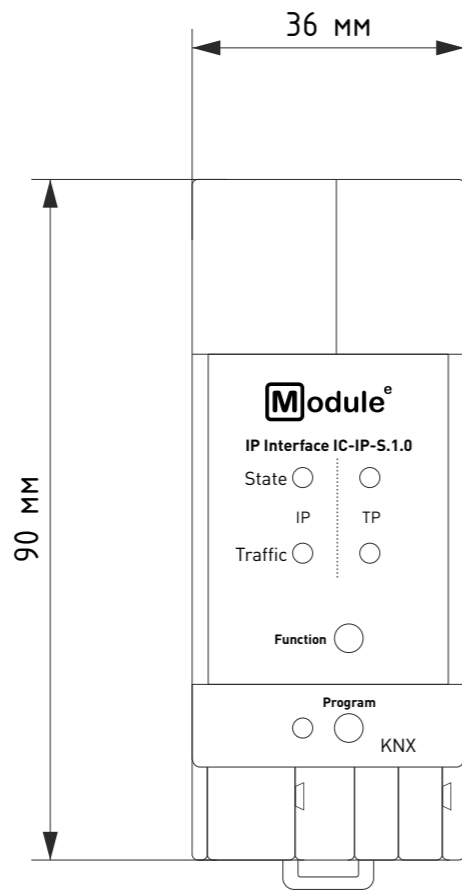 36 мм
90 мм
Module e
IP Interface IC-IP-S.1.0
State
IP TP
Traffic
Function
Program
KNX